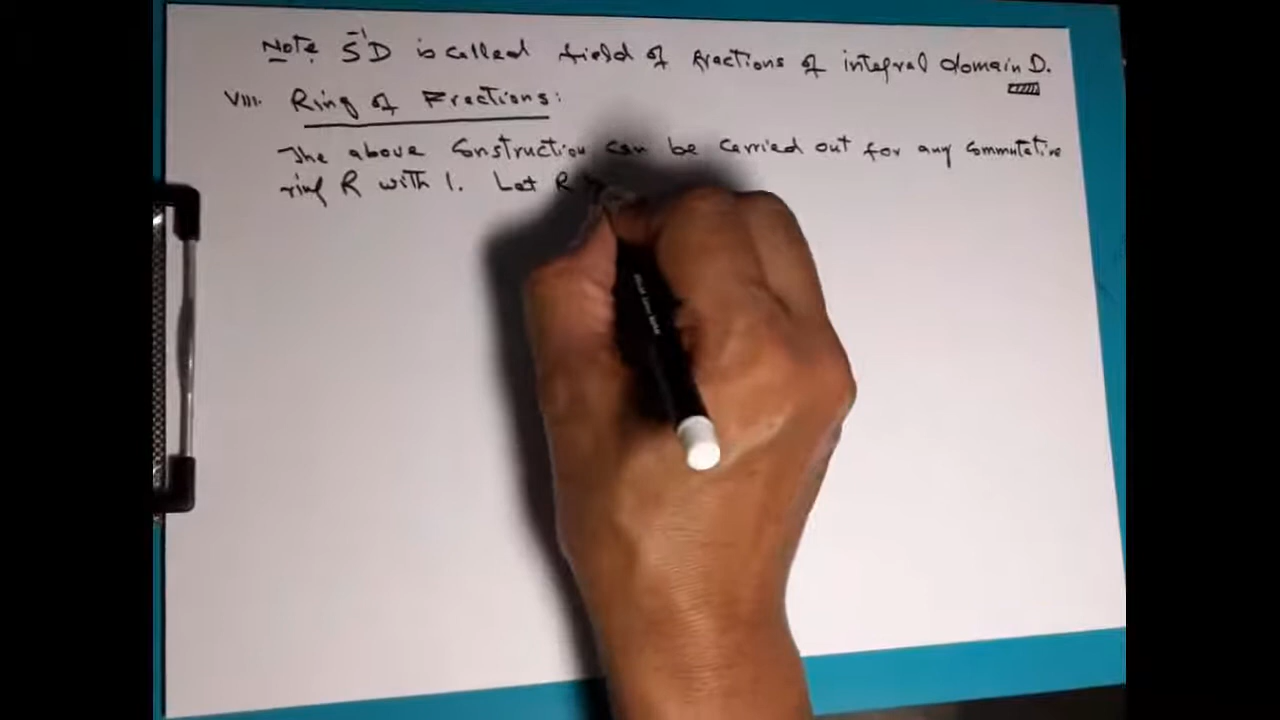 Note: S⁻¹D is called field of fractions of integral domain D.
VIII. Ring of Fractions:
The above Construction can be carried out for any Commutative
ring R with 1. Let R